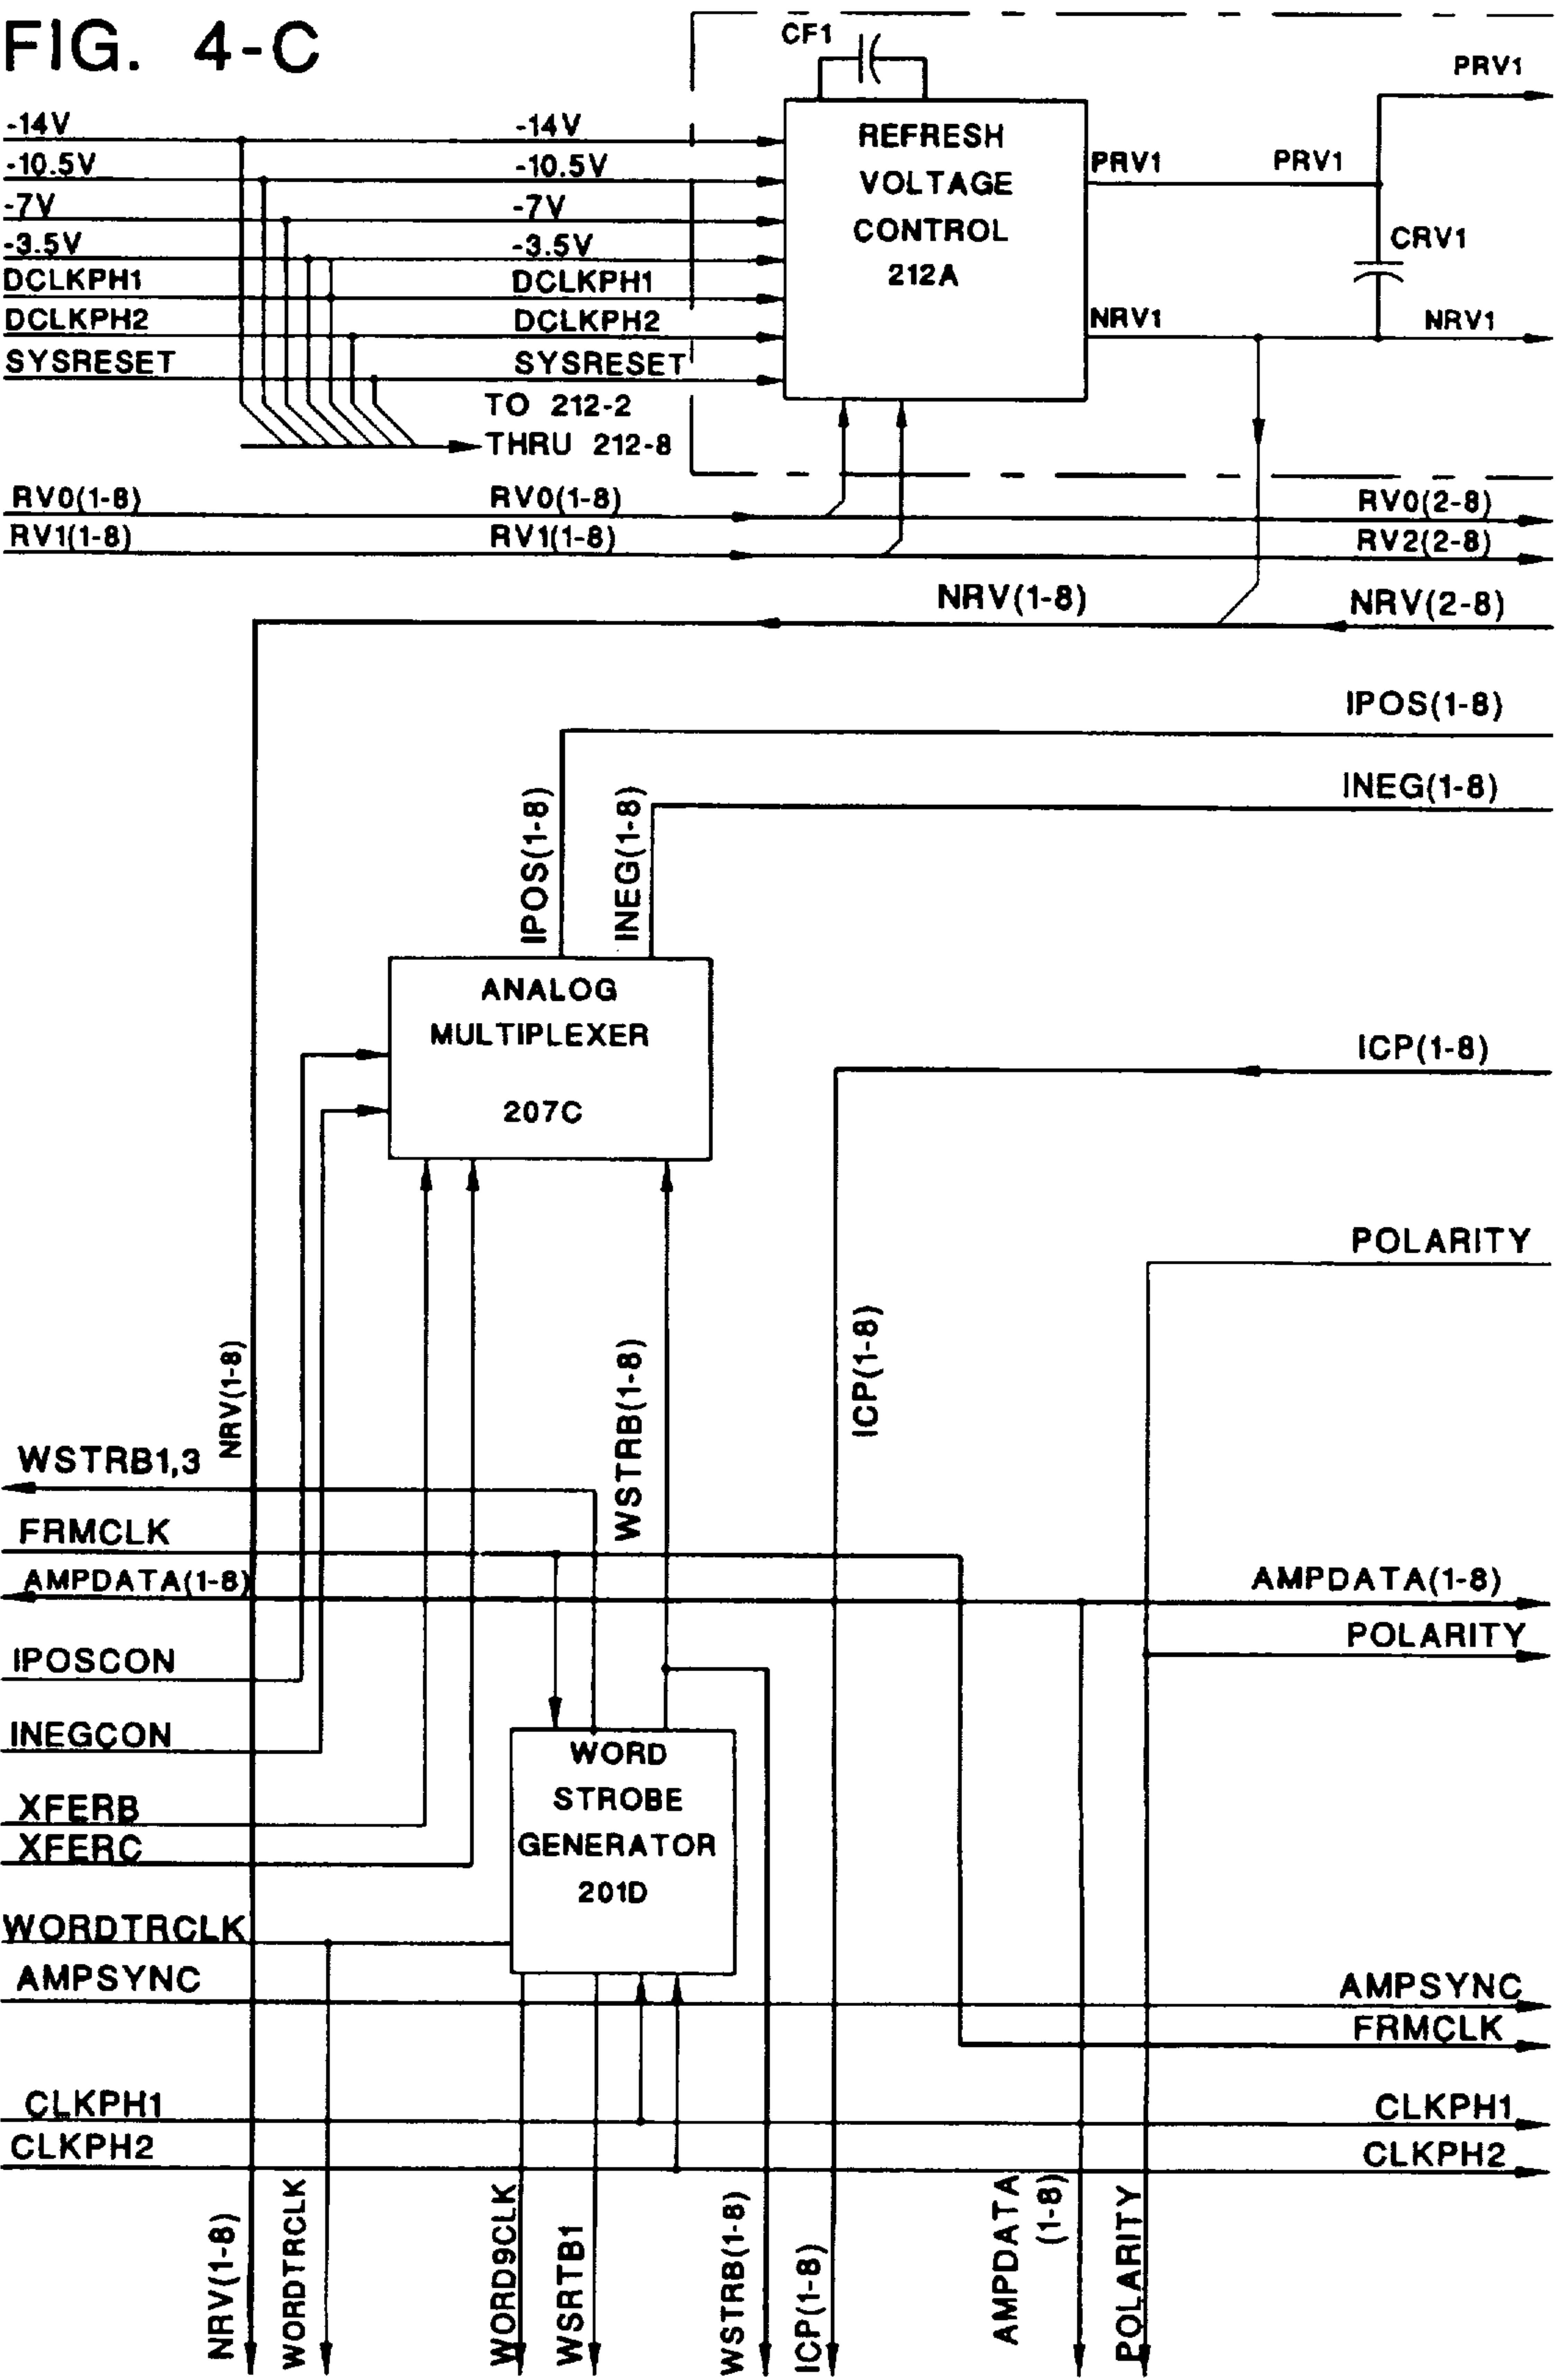 FIG. 4-C
CF1
PRV1
-14V
-14V
REFRESH
VOLTAGE
CONTROL
212A
-10.5V
-10.5V
PRV1
PRV1
-7V
-7V
-3.5V
-3.5V
CRV1
DCLKPH1
DCLKPH1
DCLKPH2
DCLKPH2
NRV1
NRV1
SYSRESET
SYSRESET
TO 212-2
THRU 212-8
RV0(1-8)
RV0(1-8)
RV0(2-8)
RV1(1-8)
RV1(1-8)
RV2(2-8)
NRV(1-8)
NRV(2-8)
IPOS(1-8)
INEG(1-8)
IPOS(1-8)
INEG(1-8)
ANALOG
MULTIPLEXER
207C
ICP(1-8)
POLARITY
NRV(1-8)
WSTRB(1-8)
ICP(1-8)
WSTRB1,3
FRMCLK
AMPDATA(1-8)
AMPDATA(1-8)
POLARITY
IPOSCON
INEGCON
WORD
STROBE
GENERATOR
201D
XFERB
XFERC
WORDTRCLK
AMPSYNC
AMPSYNC
FRMCLK
CLKPH1
CLKPH1
CLKPH2
CLKPH2
NRV(1-8)
WORDTRCLK
WORD9CLK
WSRTB1
WSTRB(1-8)
ICP(1-8)
AMPDATA
(1-8)
POLARITY